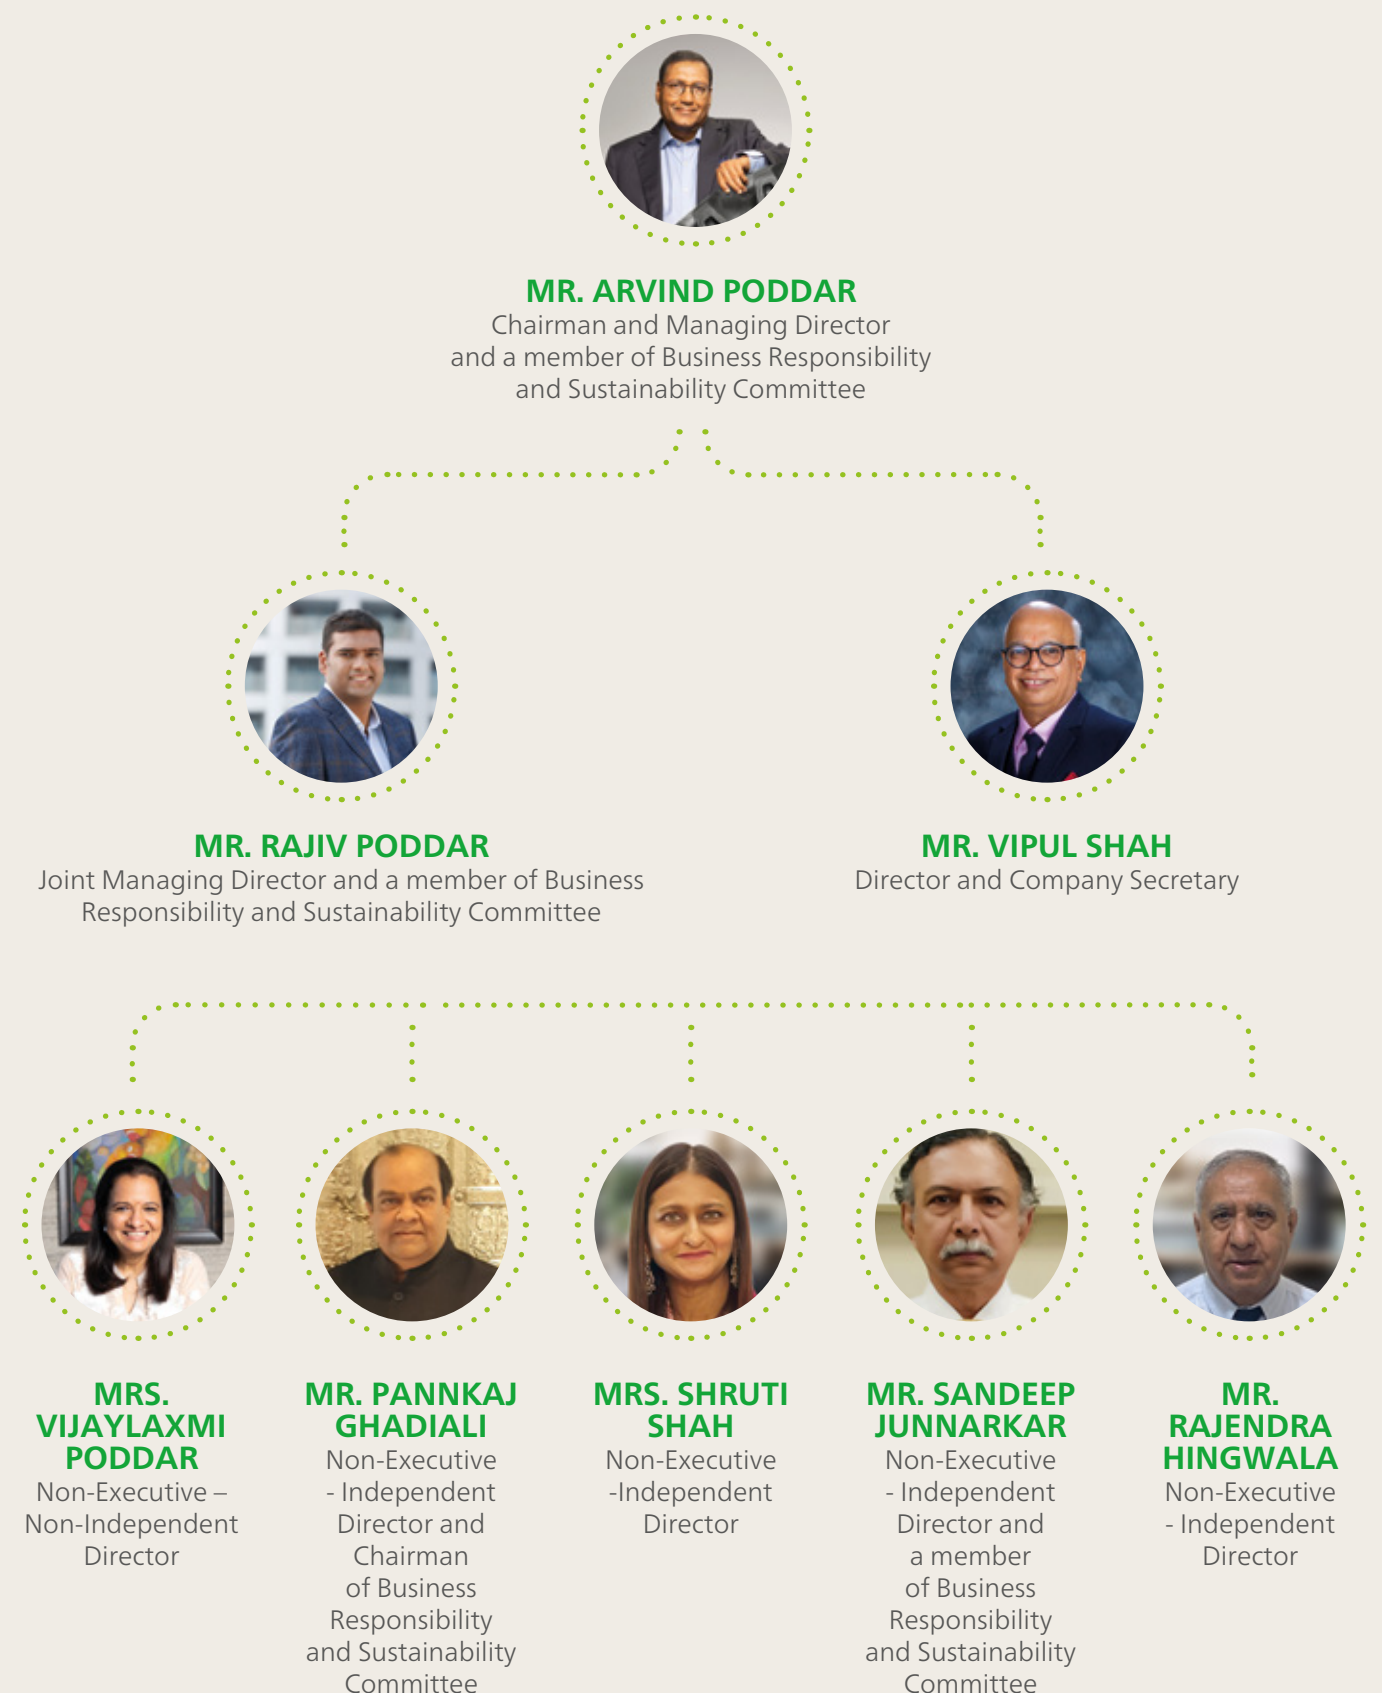 MR. ARVIND PODDAR
Chairman and Managing Director
and a member of Business Responsibility
and Sustainability Committee
MR. RAJIV PODDAR
Joint Managing Director and a member of Business
Responsibility and Sustainability Committee
MR. VIPUL SHAH
Director and Company Secretary
MRS.
VIJAYLAXMI
PODDAR
Non-Executive –
Non-Independent
Director
MR. PANNKAJ
GHADIALI
Non-Executive
- Independent
Director and
Chairman
of Business
Responsibility
and Sustainability
Committee
MRS. SHRUTI
SHAH
Non-Executive
-Independent
Director
MR. SANDEEP
JUNNARKAR
Non-Executive
- Independent
Director and
a member
of Business
Responsibility
and Sustainability
Committee
MR.
RAJENDRA
HINGWALA
Non-Executive
- Independent
Director